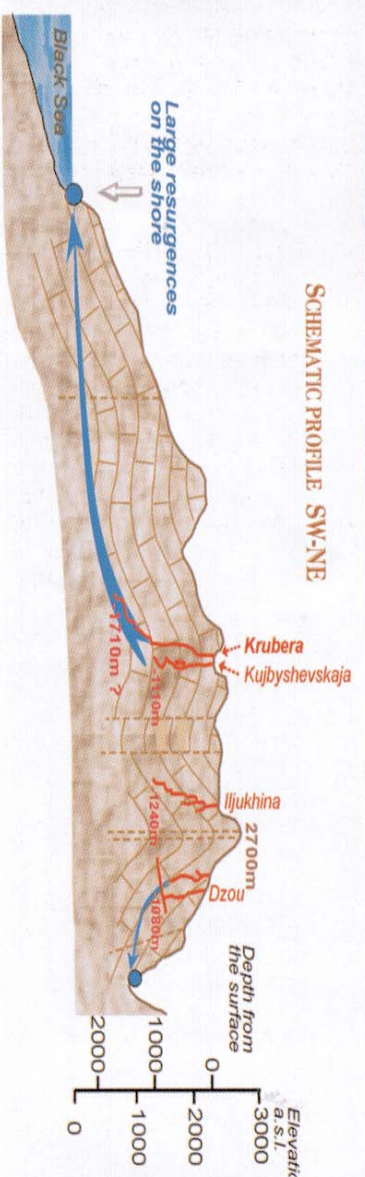 SCHEMATIC PROFILE SW-NE
Large resurgences
on the shore
Black Sea
Krubera
Kujbyshevskaja
-1710m ?
-1110m
Iljukhina
-1240m
2700m
Dzou
-1080m
Depth from
the surface
0
1000
2000
a.s.l.
3000
2000
1000
0